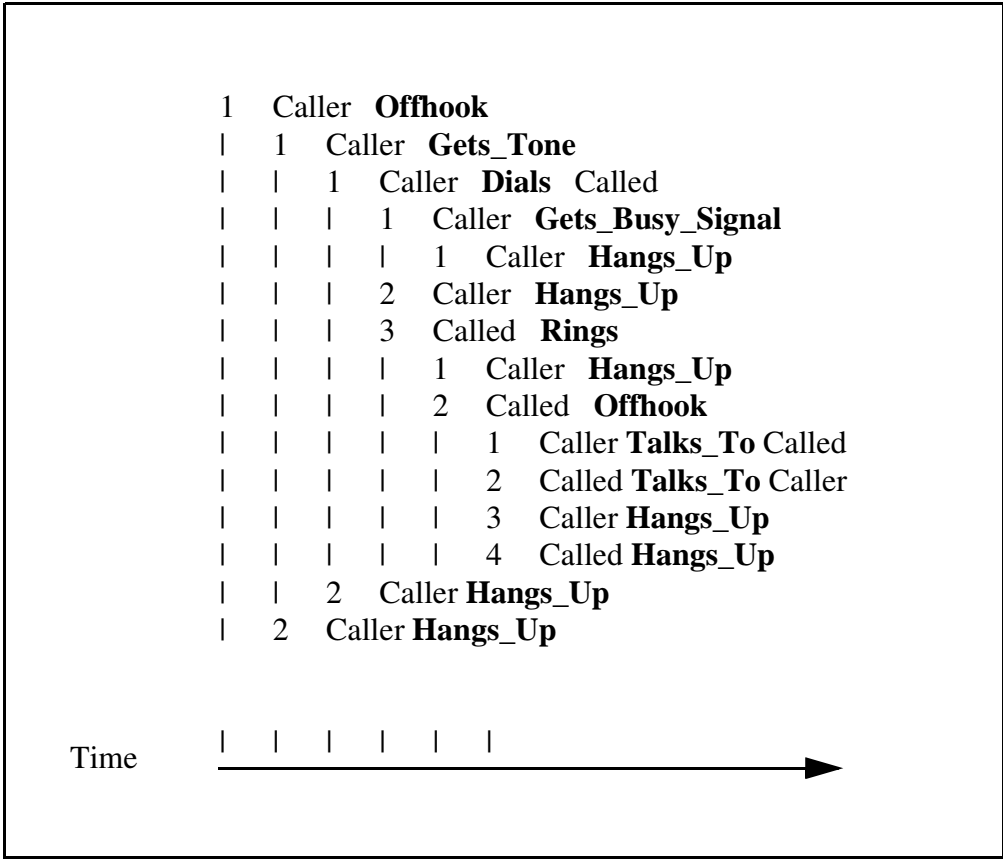 1 Caller Offhook
| 1 Caller Gets_Tone
| | 1 Caller Dials Called
| | | 1 Caller Gets_Busy_Signal
| | | | 1 Caller Hangs_Up
| | | 2 Caller Hangs_Up
| | | 3 Called Rings
| | | | 1 Caller Hangs_Up
| | | | 2 Called Offhook
| | | | | 1 Caller Talks_To Called
| | | | | 2 Called Talks_To Caller
| | | | | 3 Caller Hangs_Up
| | | | | 4 Called Hangs_Up
| | 2 Caller Hangs_Up
| 2 Caller Hangs_Up
Time | | | | | |